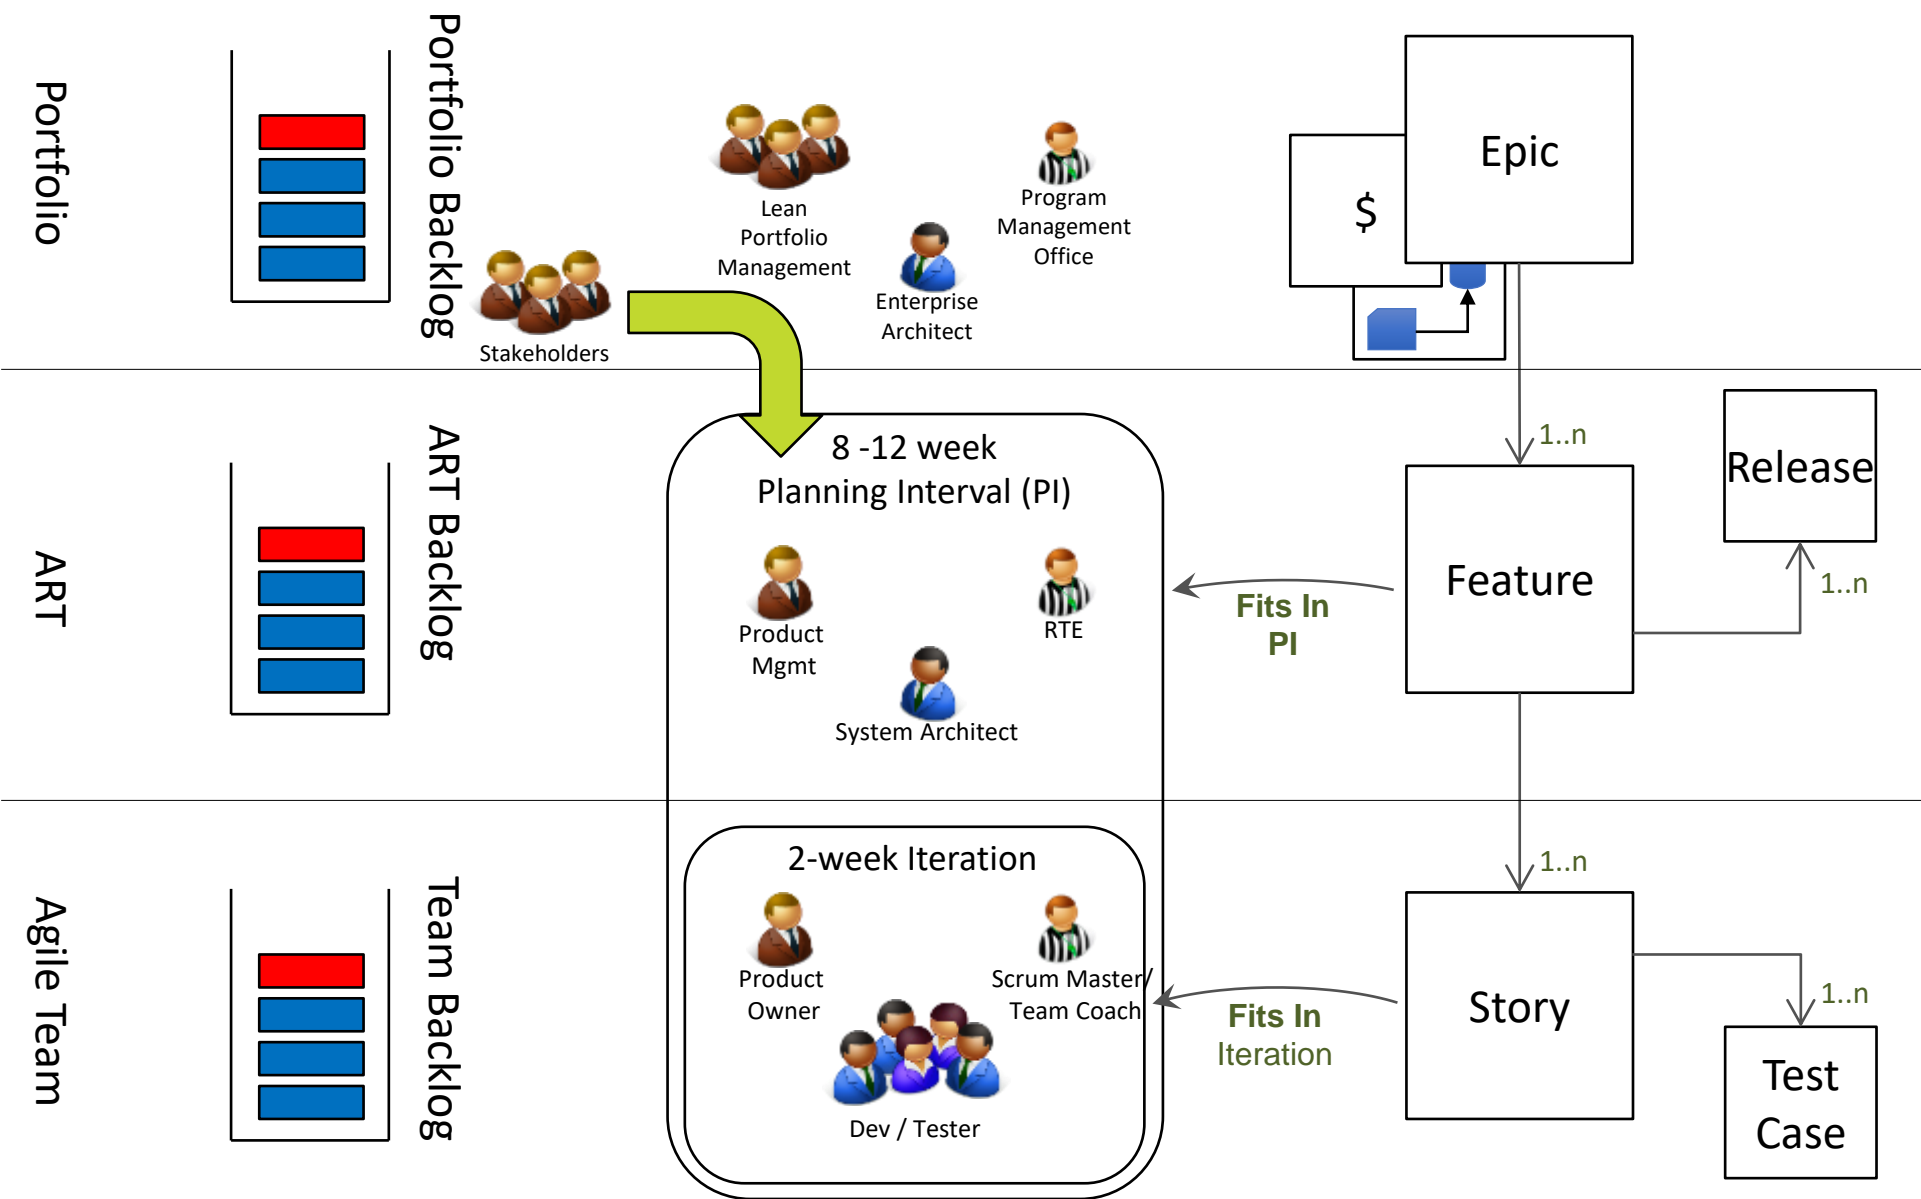 Portfolio
Portfolio Backlog
Stakeholders
Lean
Portfolio
Management
Enterprise
Architect
Program
Management
Office
$
Epic
ART
ART Backlog
8 -12 week
Planning Interval (PI)
Product
Mgmt
RTE
System Architect
Fits In
PI
1..n
Feature
Release
1..n
Agile Team
Team Backlog
2-week Iteration
Product
Owner
Scrum Master/
Team Coach
Dev / Tester
Fits In
Iteration
1..n
Story
1..n
Test
Case